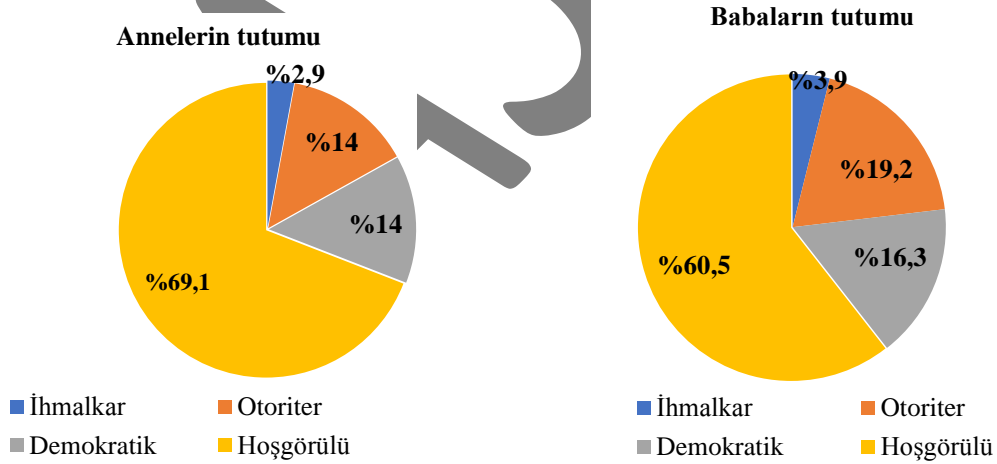 Annelerin tutumu
%2,9
%14
%14
%69,1
İhmalkar
Otoriter
Demokratik
Hoşgörülü
Babaların tutumu
%3,9
%19,2
%16,3
%60,5
İhmalkar
Otoriter
Demokratik
Hoşgörülü